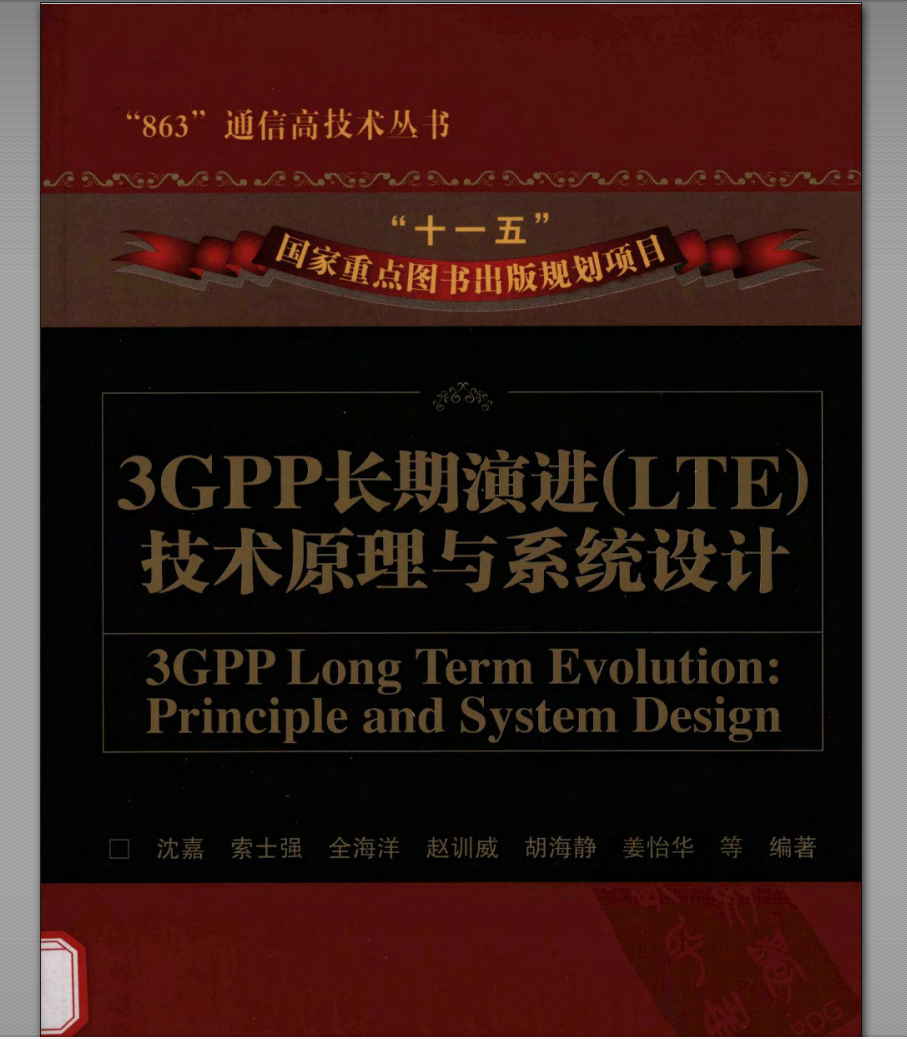 “863”通信高技术丛书
“十一五”
国家重点图书出版规划项目
3GPP长期演进(LTE)
技术原理与系统设计
3GPP Long Term Evolution:
Principle and System Design
□ 沈嘉 索士强 全海洋 赵训威 胡海静 姜怡华 等 编著
PDG